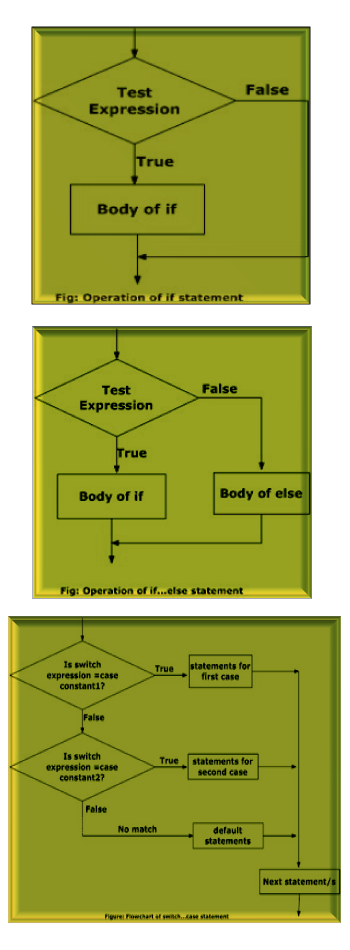 Test
Expression
False
True
Body of if
Fig: Operation of if statement
Test
Expression
False
True
Body of if
Body of else
Fig: Operation of if...else statement
Is switch
expression =case
constant1?
True
statements for
first case
False
Is switch
expression =case
constant2?
True
statements for
second case
False
No match
default
statements
Next statement/s
Figure: Flowchart of switch...case statement